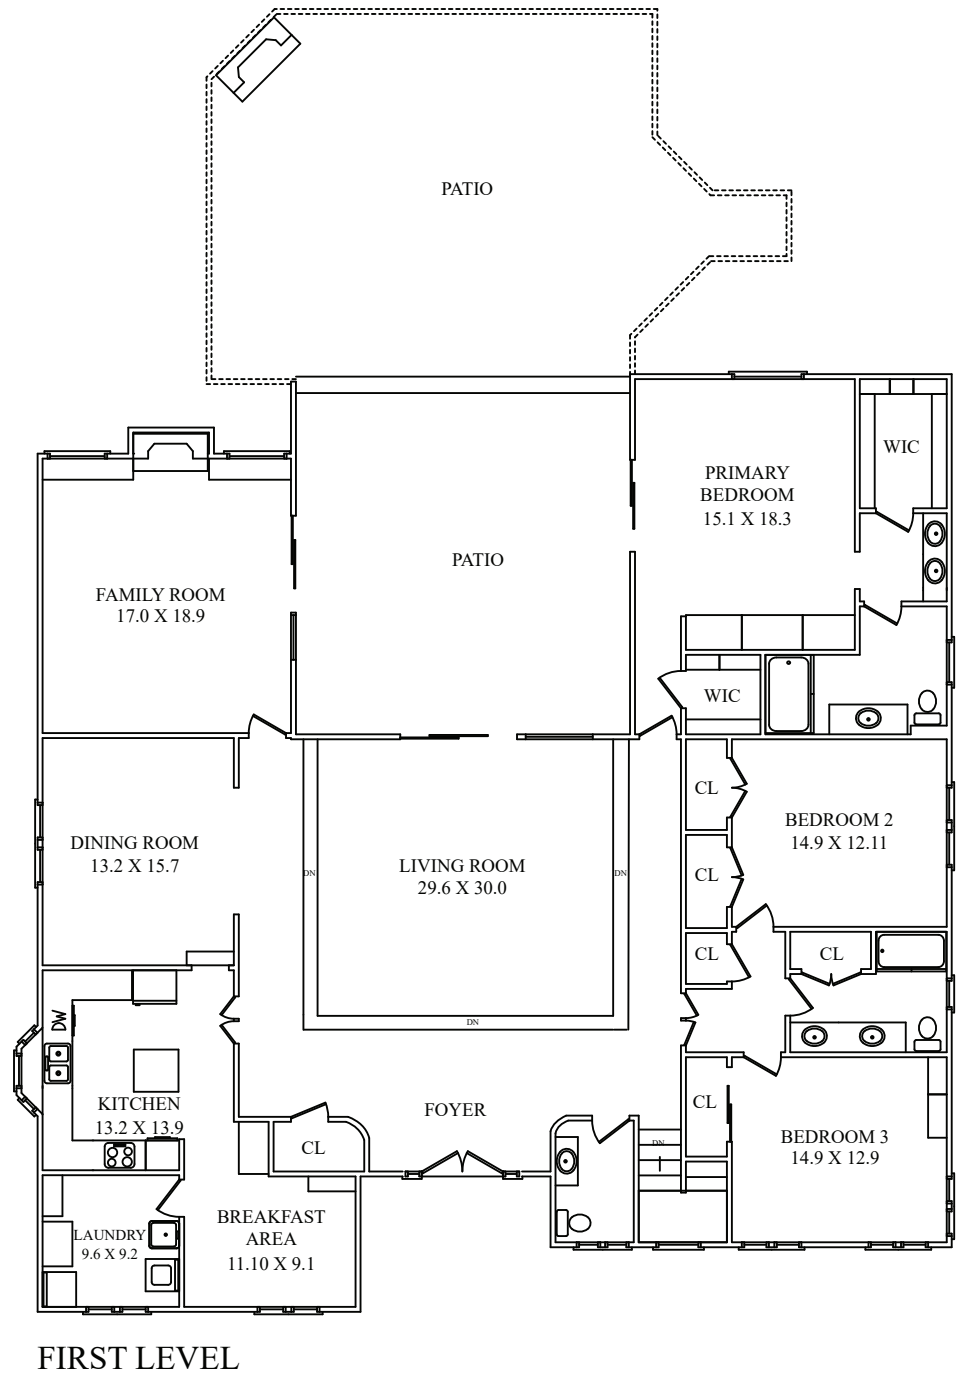 PATIO
WIC
PRIMARY
BEDROOM
15.1 X 18.3
PATIO
FAMILY ROOM
17.0 X 18.9
WIC
CL
BEDROOM 2
14.9 X 12.11
DINING ROOM
13.2 X 15.7
LIVING ROOM
29.6 X 30.0
DN
DN
CL
CL
CL
DW
DN
KITCHEN
13.2 X 13.9
FOYER
CL
CL
DN
BEDROOM 3
14.9 X 12.9
LAUNDRY
9.6 X 9.2
BREAKFAST
AREA
11.10 X 9.1
FIRST LEVEL